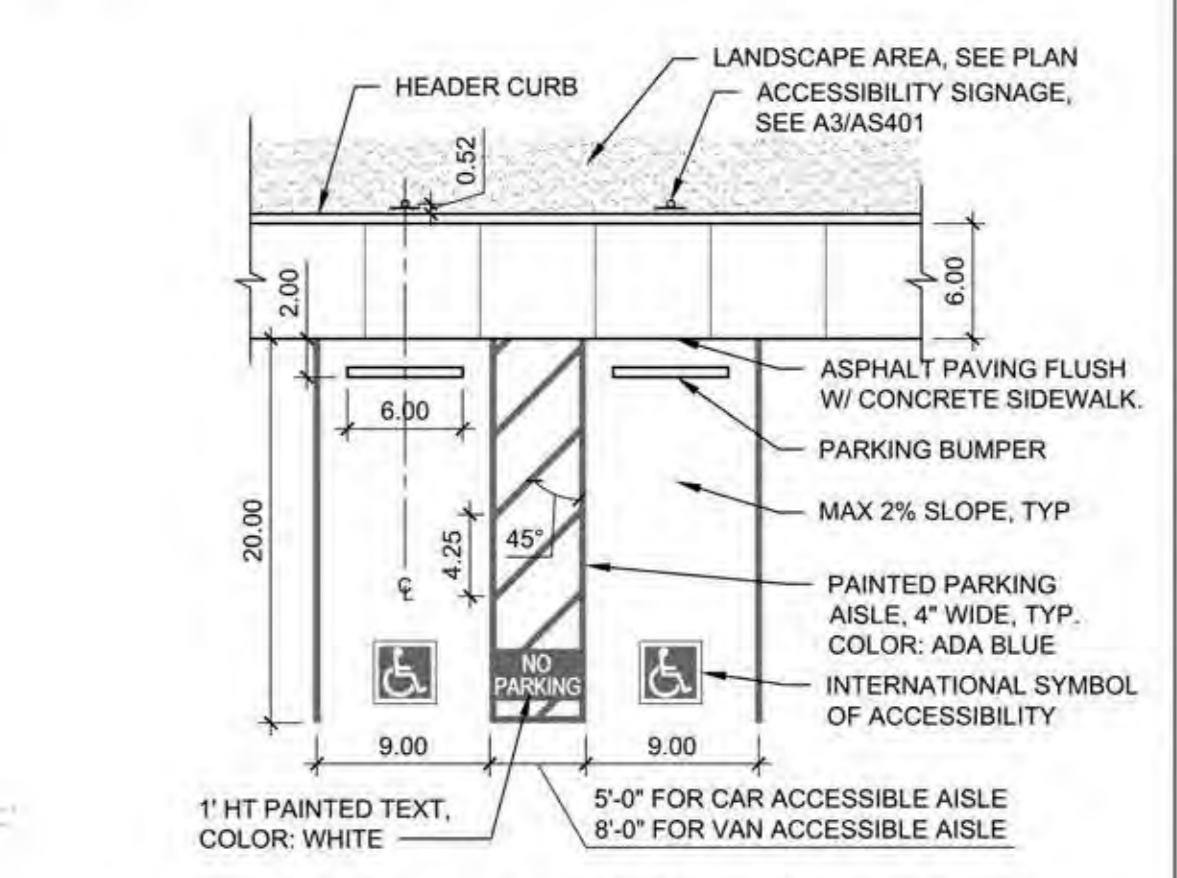 LANDSCAPE AREA, SEE PLAN
HEADER CURB
ACCESSIBILITY SIGNAGE,
SEE A3/AS401
0.52
2.00
6.00
ASPHALT PAVING FLUSH
W/ CONCRETE SIDEWALK.
6.00
PARKING BUMPER
20.00
MAX 2% SLOPE, TYP
4.25
45°
℄
PAINTED PARKING
AISLE, 4" WIDE, TYP.
COLOR: ADA BLUE
NO
PARKING
INTERNATIONAL SYMBOL
OF ACCESSIBILITY
9.00
9.00
1' HT PAINTED TEXT,
COLOR: WHITE
5'-0" FOR CAR ACCESSIBLE AISLE
8'-0" FOR VAN ACCESSIBLE AISLE